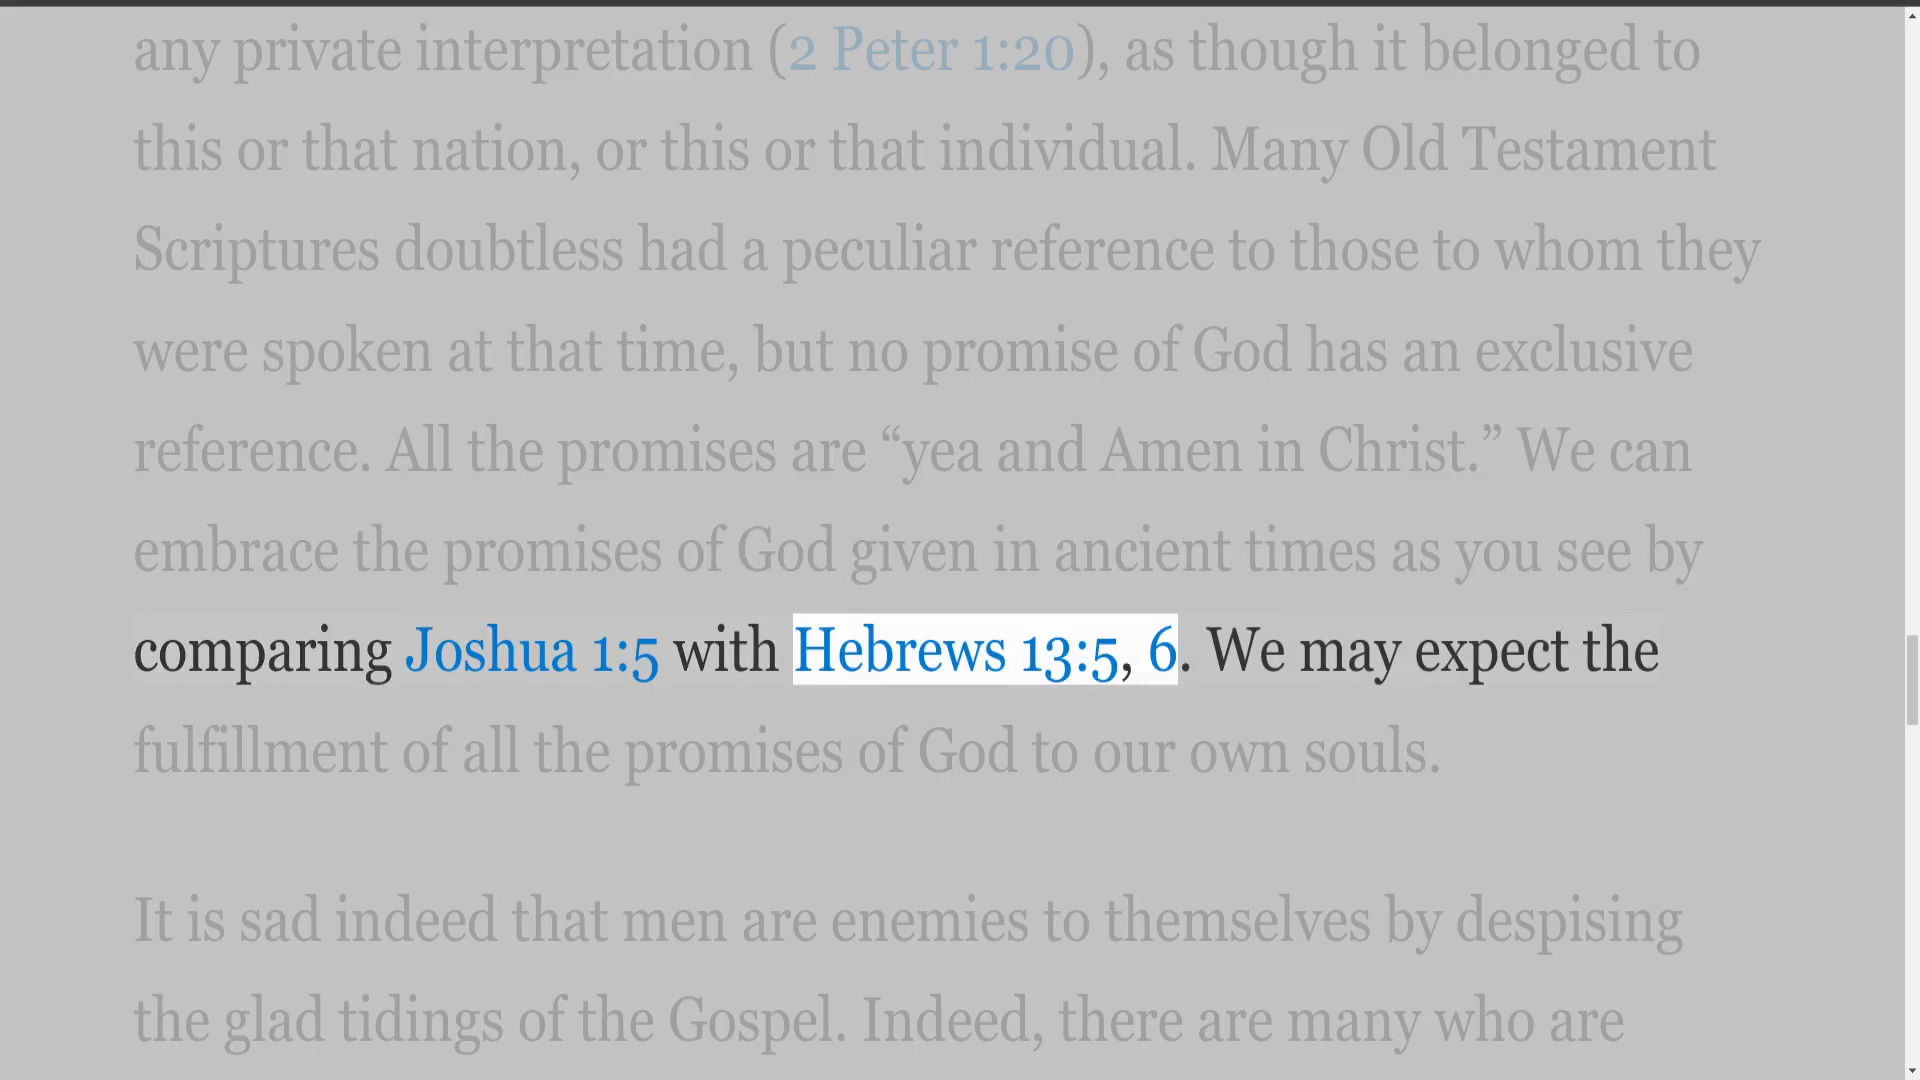 any private interpretation (2 Peter 1:20), as though it belonged to
this or that nation, or this or that individual. Many Old Testament
Scriptures doubtless had a peculiar reference to those to whom they
were spoken at that time, but no promise of God has an exclusive
reference. All the promises are “yea and Amen in Christ.” We can
embrace the promises of God given in ancient times as you see by
comparing Joshua 1:5 with Hebrews 13:5, 6. We may expect the
fulfillment of all the promises of God to our own souls.
It is sad indeed that men are enemies to themselves by despising
the glad tidings of the Gospel. Indeed, there are many who are